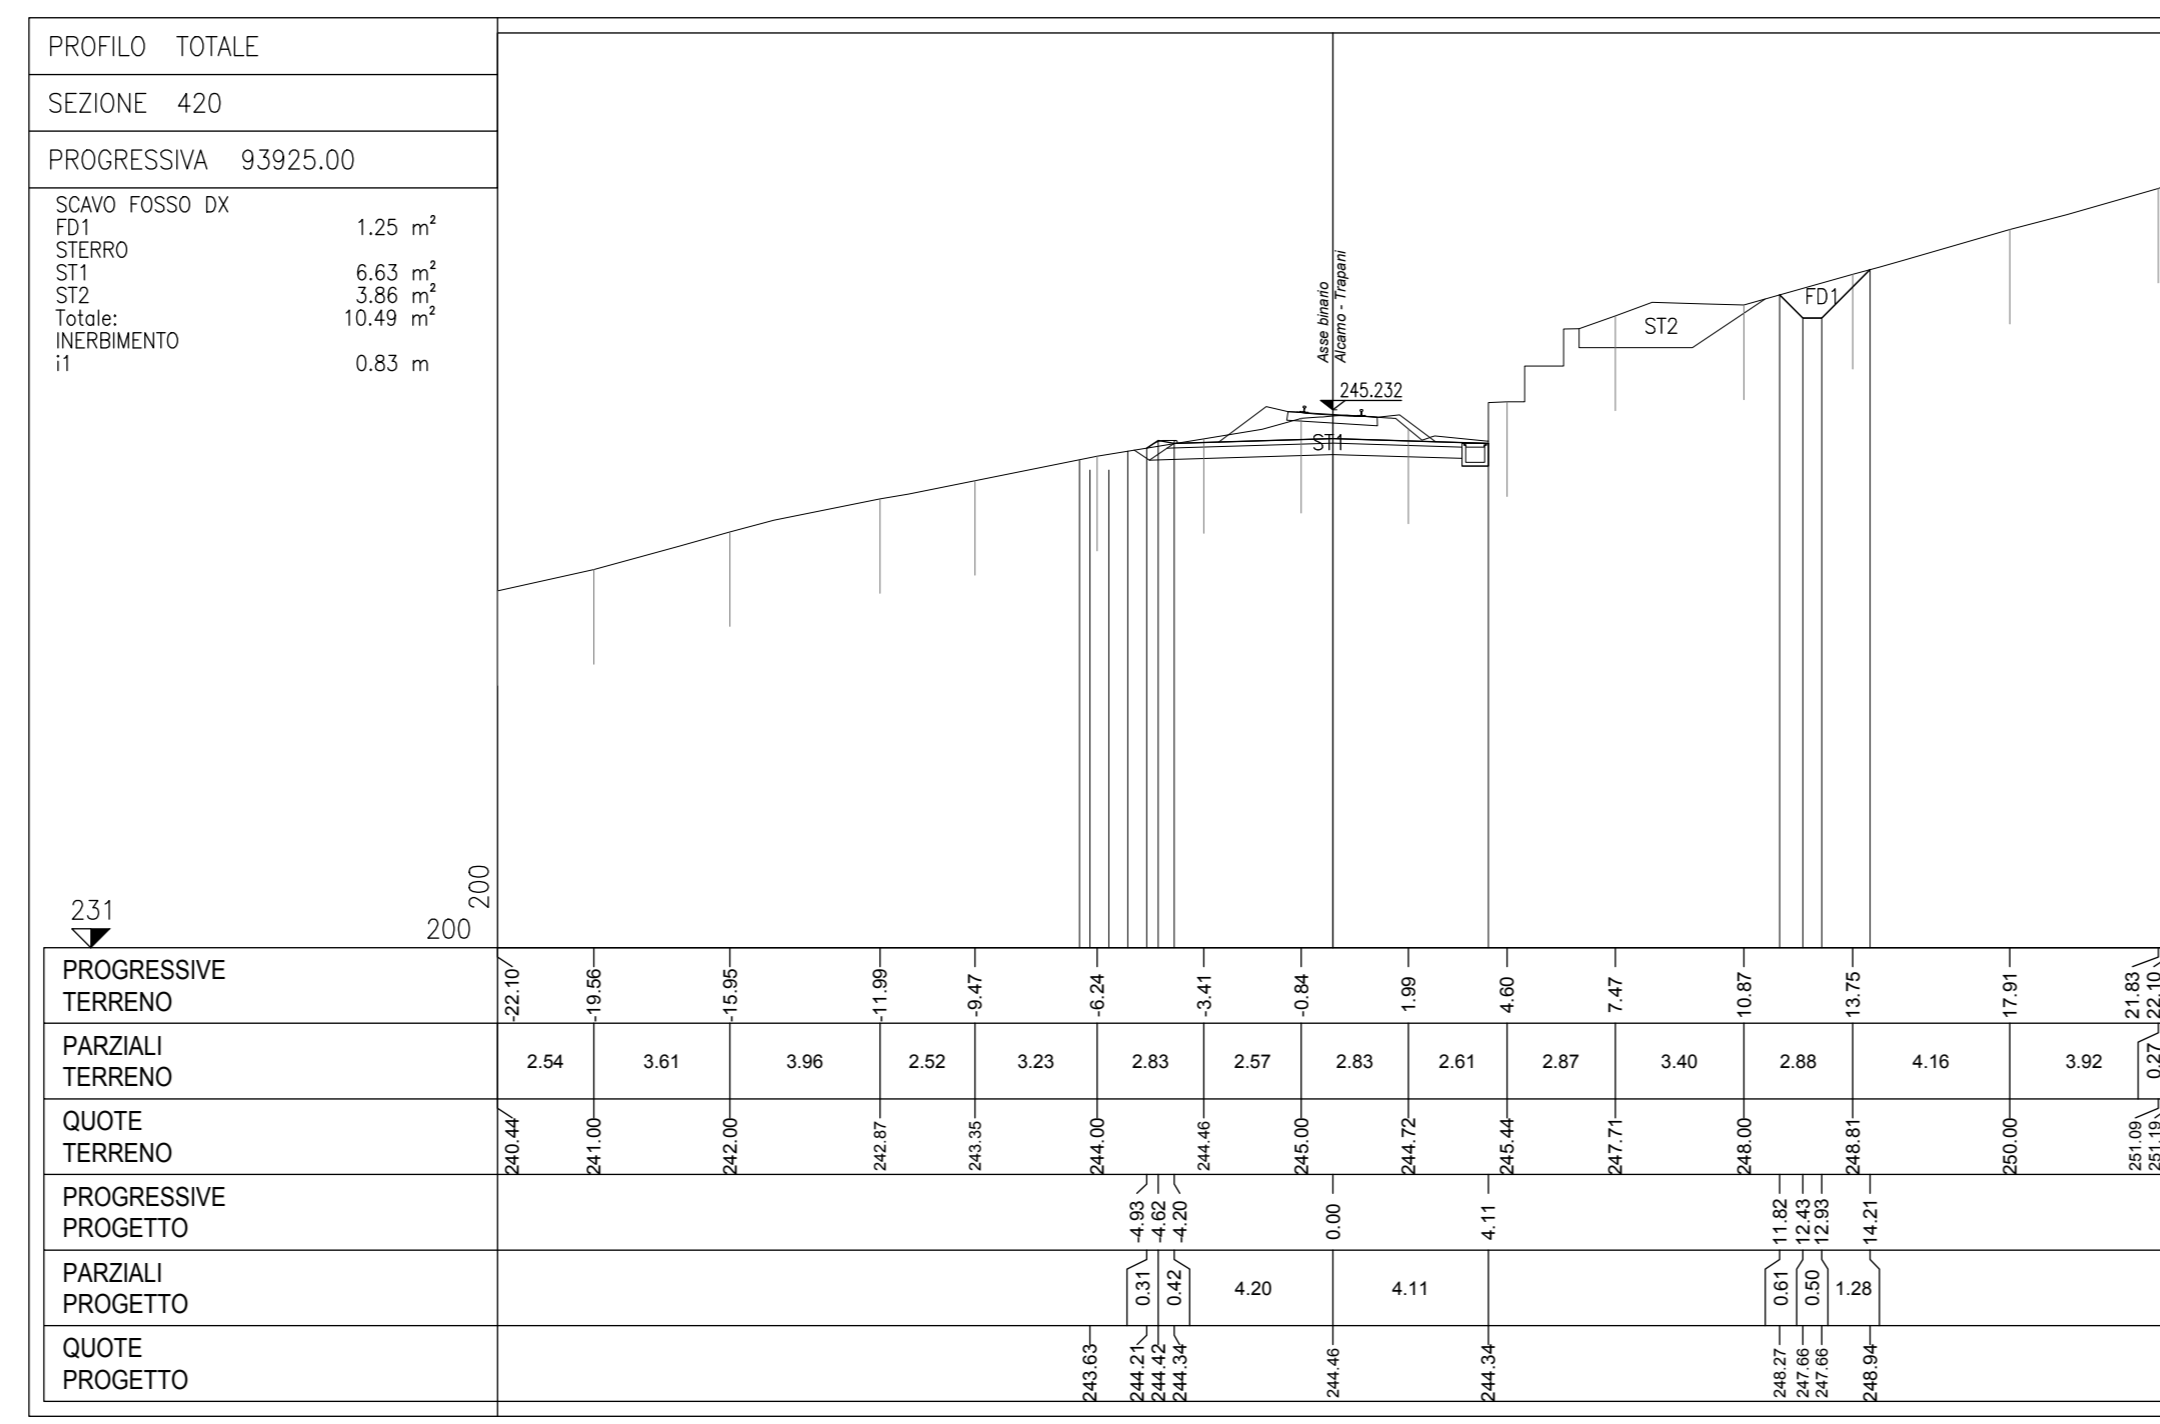 PROFILO TOTALE
SEZIONE 420
PROGRESSIVA 93925.00
SCAVO FOSSO DX
FD1 1.25 m²
STERRO
ST1 6.63 m²
ST2 3.86 m²
Totale: 10.49 m²
INERBIMENTO
i1 0.83 m
Asse binario
Alcamo - Trapani
245.232
ST1
ST2
FD1
231
200
200
PROGRESSIVE
TERRENO
-22.10 -19.56 -15.95 -11.99 -9.47 -6.24 -3.41 -0.84 1.99 4.60 7.47 10.87 13.75 17.91 21.83 22.10
PARZIALI
TERRENO
2.54 3.61 3.96 2.52 3.23 2.83 2.57 2.83 2.61 2.87 3.40 2.88 4.16 3.92 0.27
QUOTE
TERRENO
240.44 241.00 242.00 242.87 243.35 244.00 244.46 245.00 244.72 245.44 247.71 248.00 248.81 250.00 251.09 251.19
PROGRESSIVE
PROGETTO
-4.93 -4.62 -4.20 0.00 4.11 11.82 12.43 12.93 14.21
PARZIALI
PROGETTO
0.31 0.42 4.20 4.11 0.61 0.50 1.28
QUOTE
PROGETTO
243.63 244.21 244.42 244.34 244.46 244.34 248.27 247.66 247.66 248.94